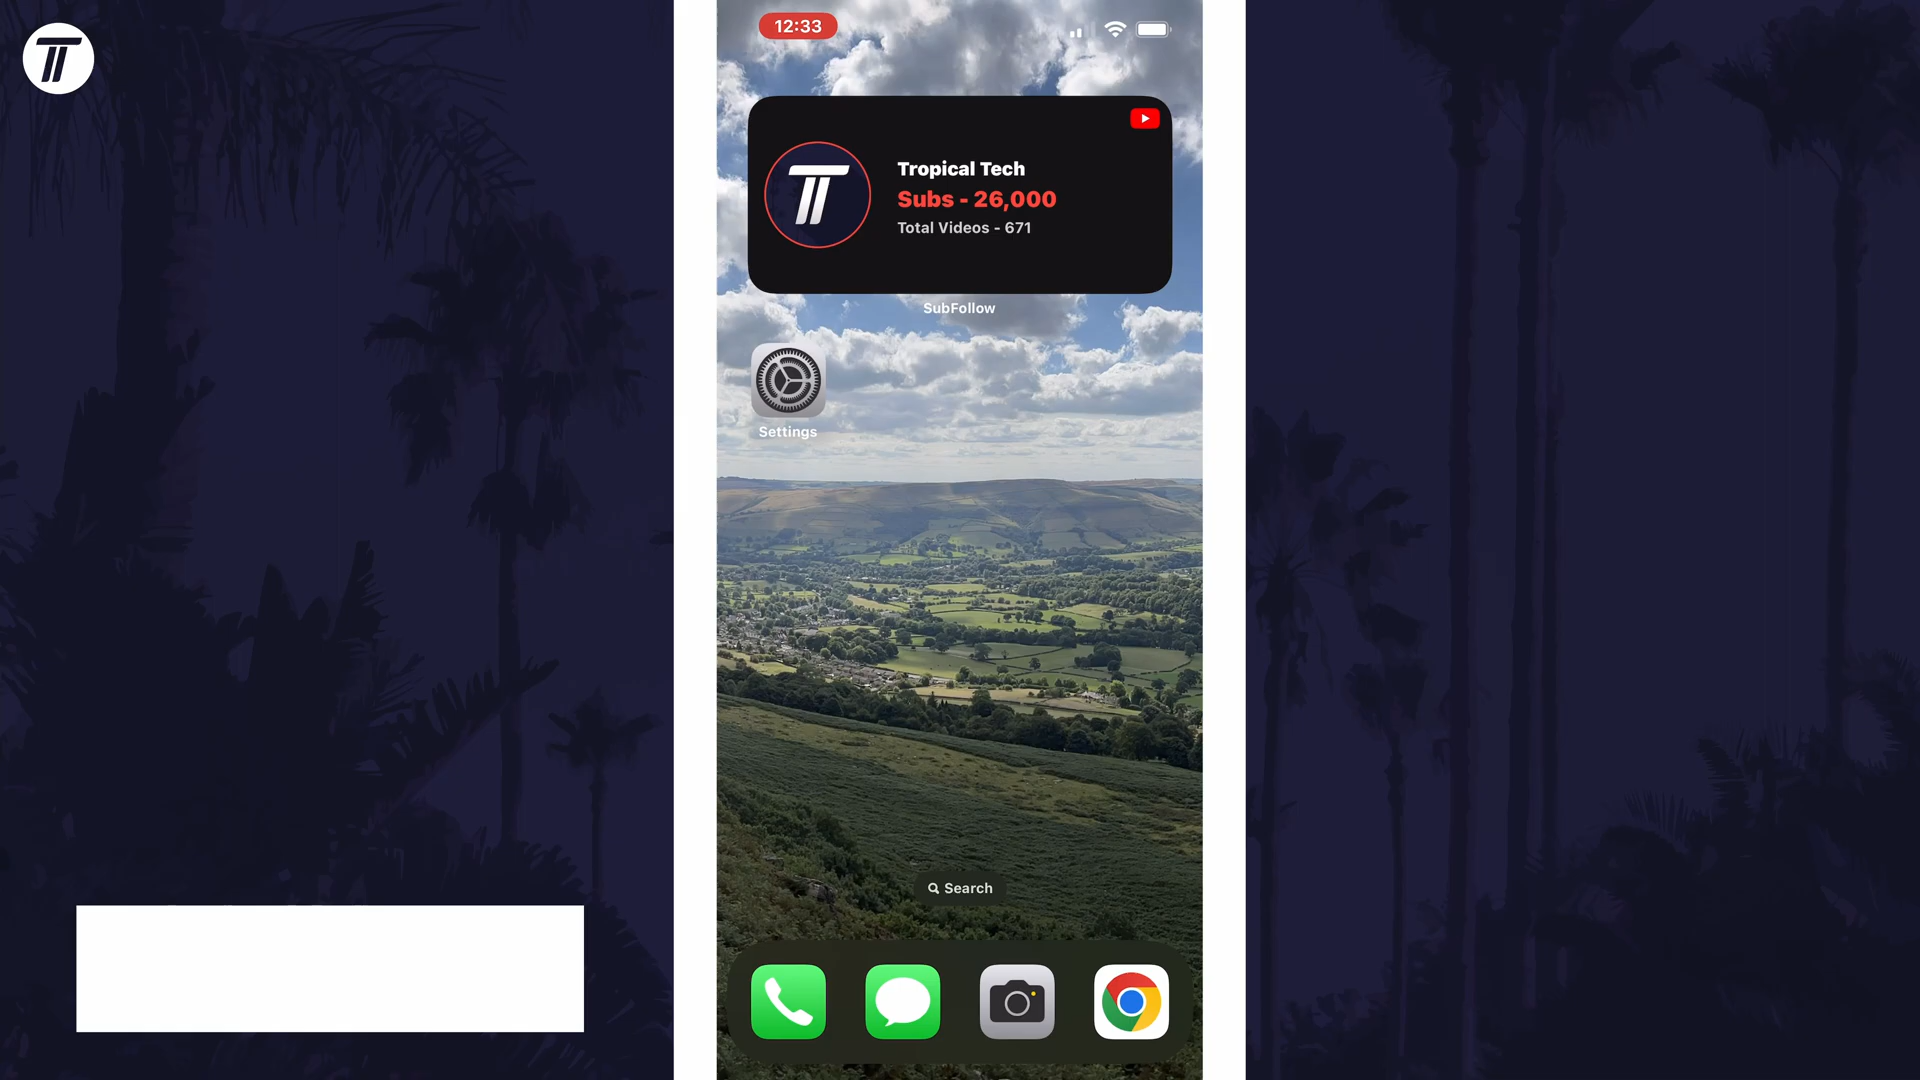 12:33
Tropical Tech
Subs - 26,000
Total Videos - 671
SubFollow
Settings
Search